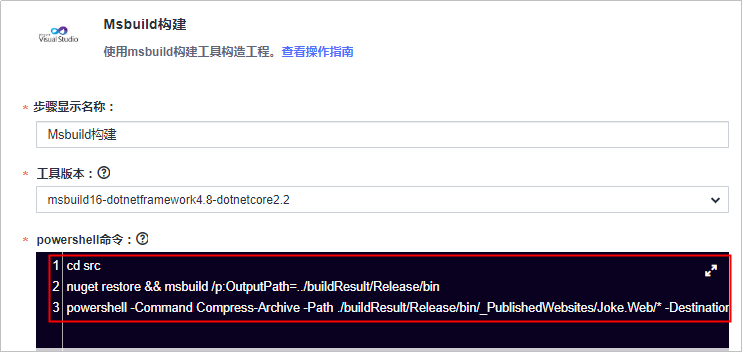 Msbuild构建
Visual Studio
使用msbuild构建工具构造工程。查看操作指南
* 步骤显示名称：
Msbuild构建
* 工具版本：
msbuild16-dotnetframework4.8-dotnetcore2.2
* powershell命令：
1 cd src
2 nuget restore && msbuild /p:OutputPath=../buildResult/Release/bin
3 powershell -Command Compress-Archive -Path ./buildResult/Release/bin/_PublishedWebsites/Joke.Web/* -Destination